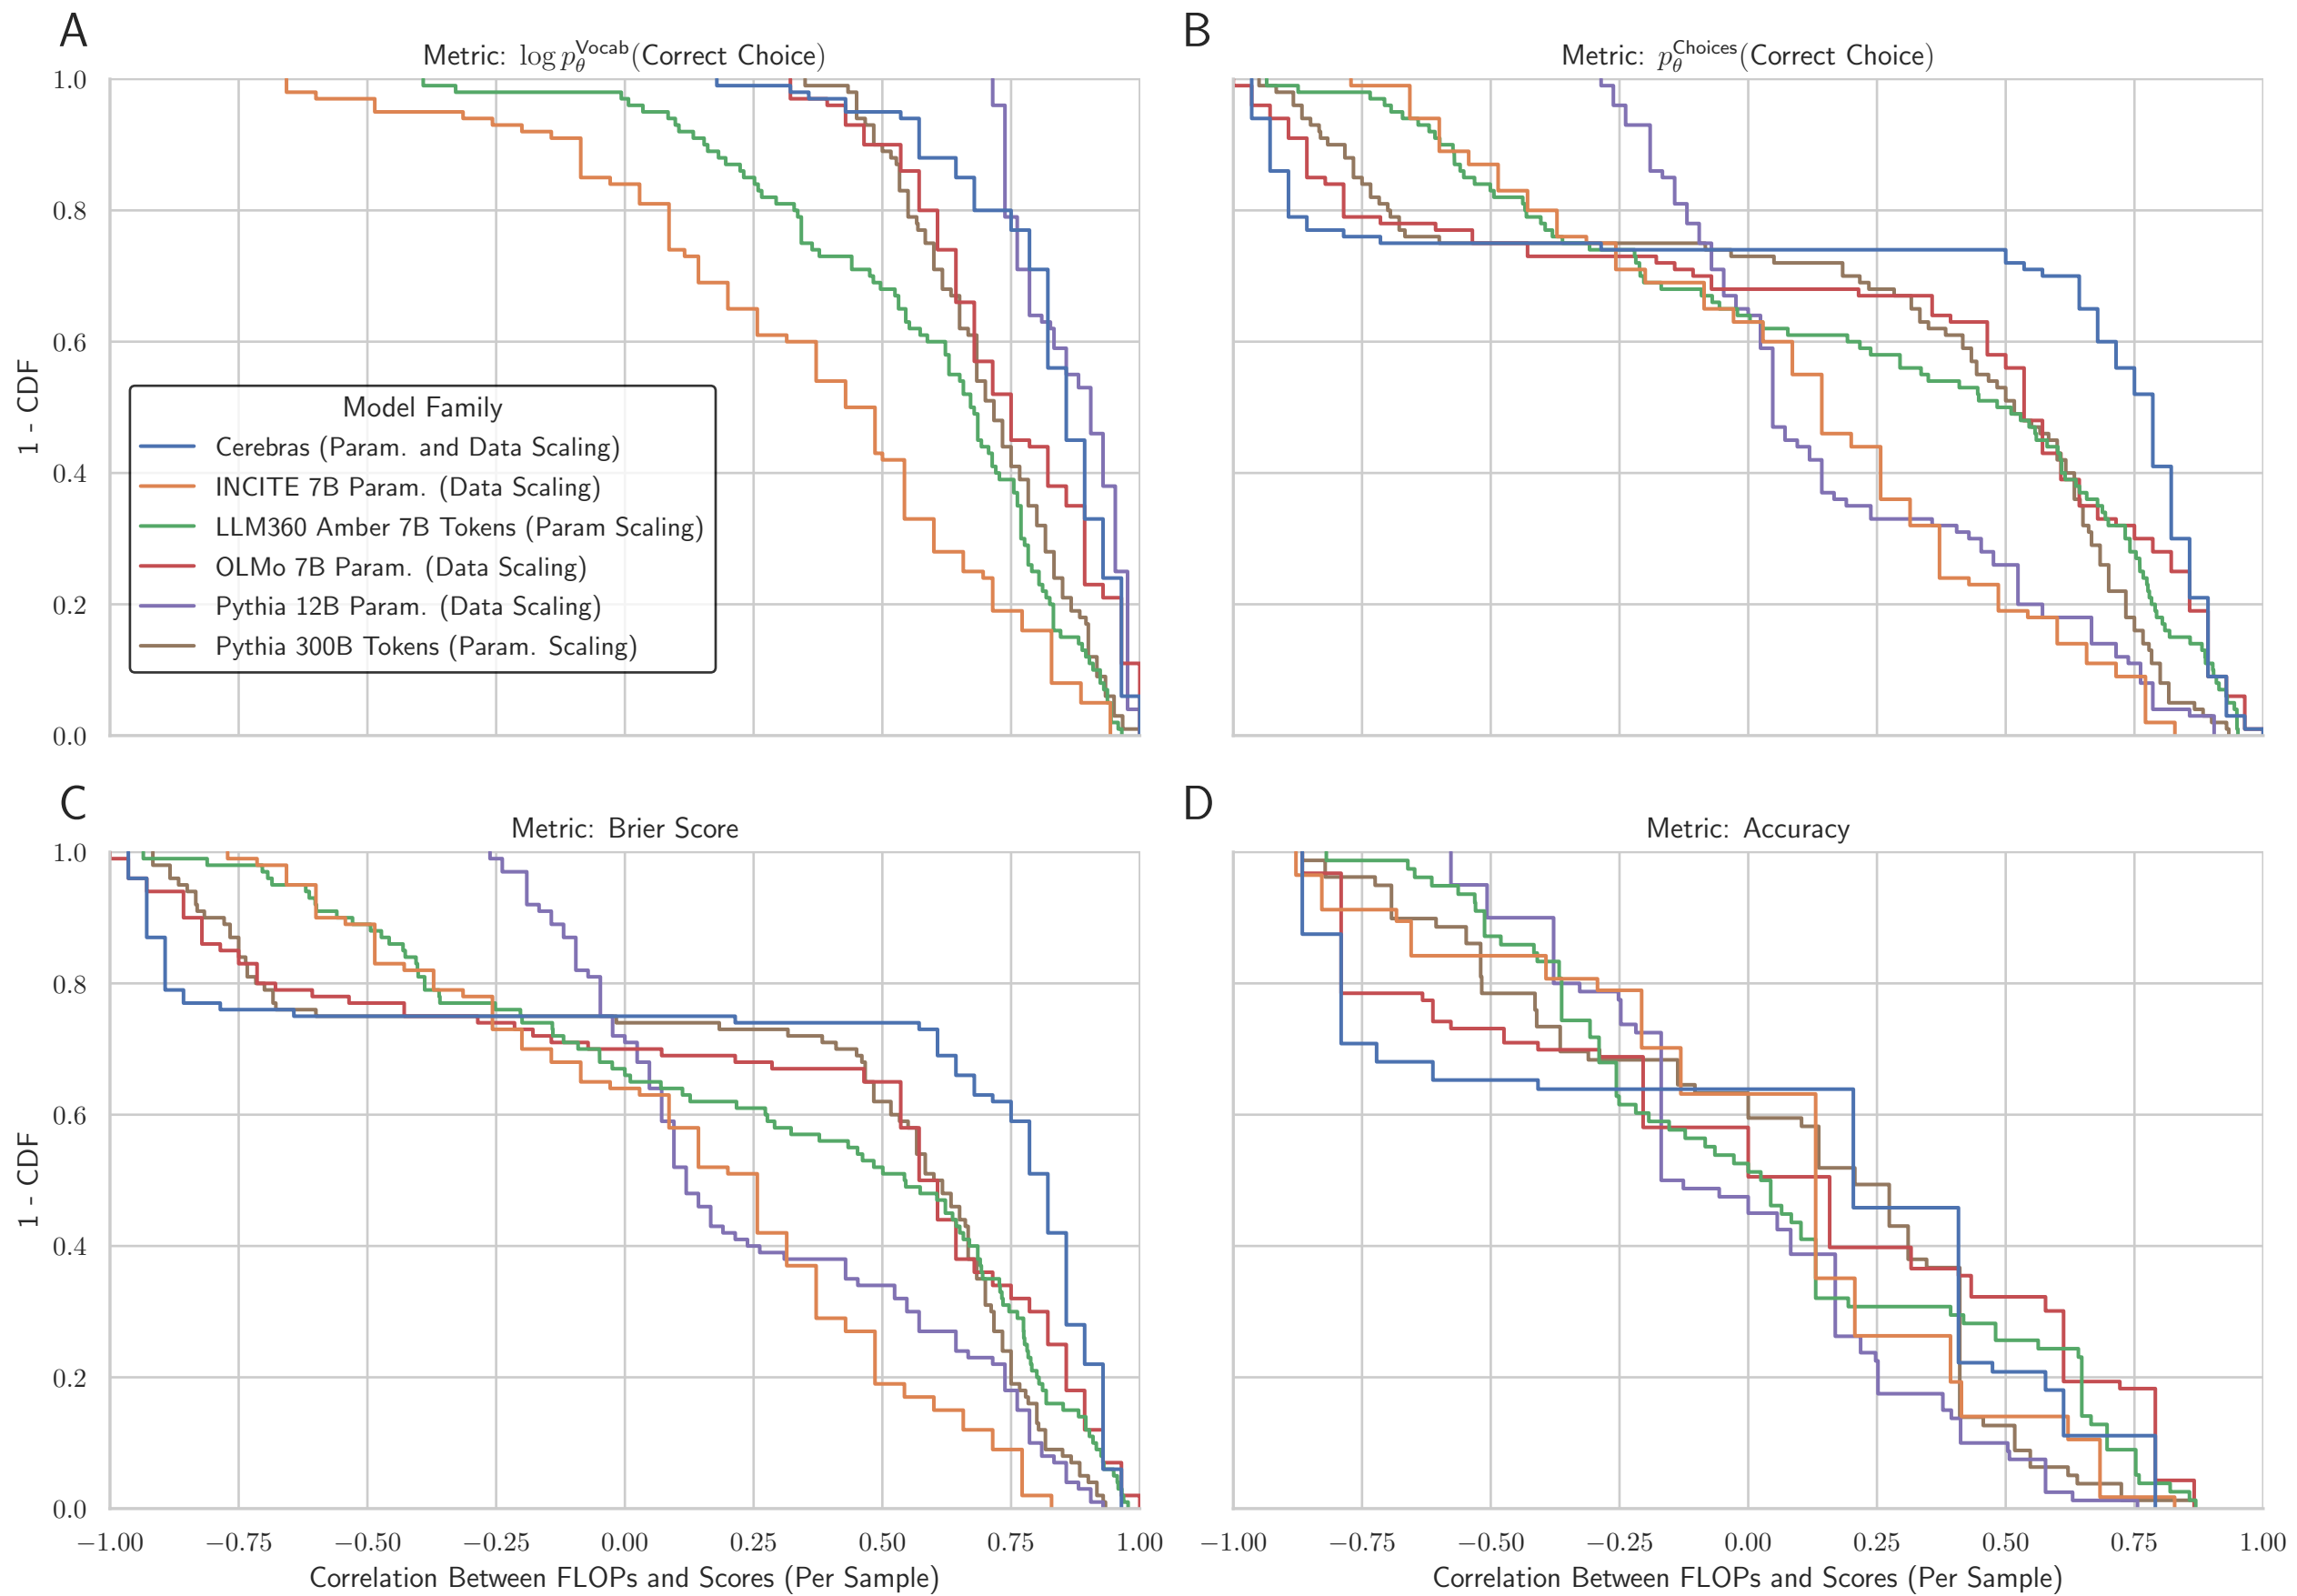 A
Metric: log p_θ^Vocab(Correct Choice)
B
Metric: p_θ^Choices(Correct Choice)
1.0
0.8
0.6
0.4
0.2
0.0
1 - CDF
Model Family
Cerebras (Param. and Data Scaling)
INCITE 7B Param. (Data Scaling)
LLM360 Amber 7B Tokens (Param Scaling)
OLMo 7B Param. (Data Scaling)
Pythia 12B Param. (Data Scaling)
Pythia 300B Tokens (Param. Scaling)
C
Metric: Brier Score
D
Metric: Accuracy
1.0
0.8
0.6
0.4
0.2
0.0
1 - CDF
−1.00 −0.75 −0.50 −0.25 0.00 0.25 0.50 0.75 1.00
Correlation Between FLOPs and Scores (Per Sample)
−1.00 −0.75 −0.50 −0.25 0.00 0.25 0.50 0.75 1.00
Correlation Between FLOPs and Scores (Per Sample)